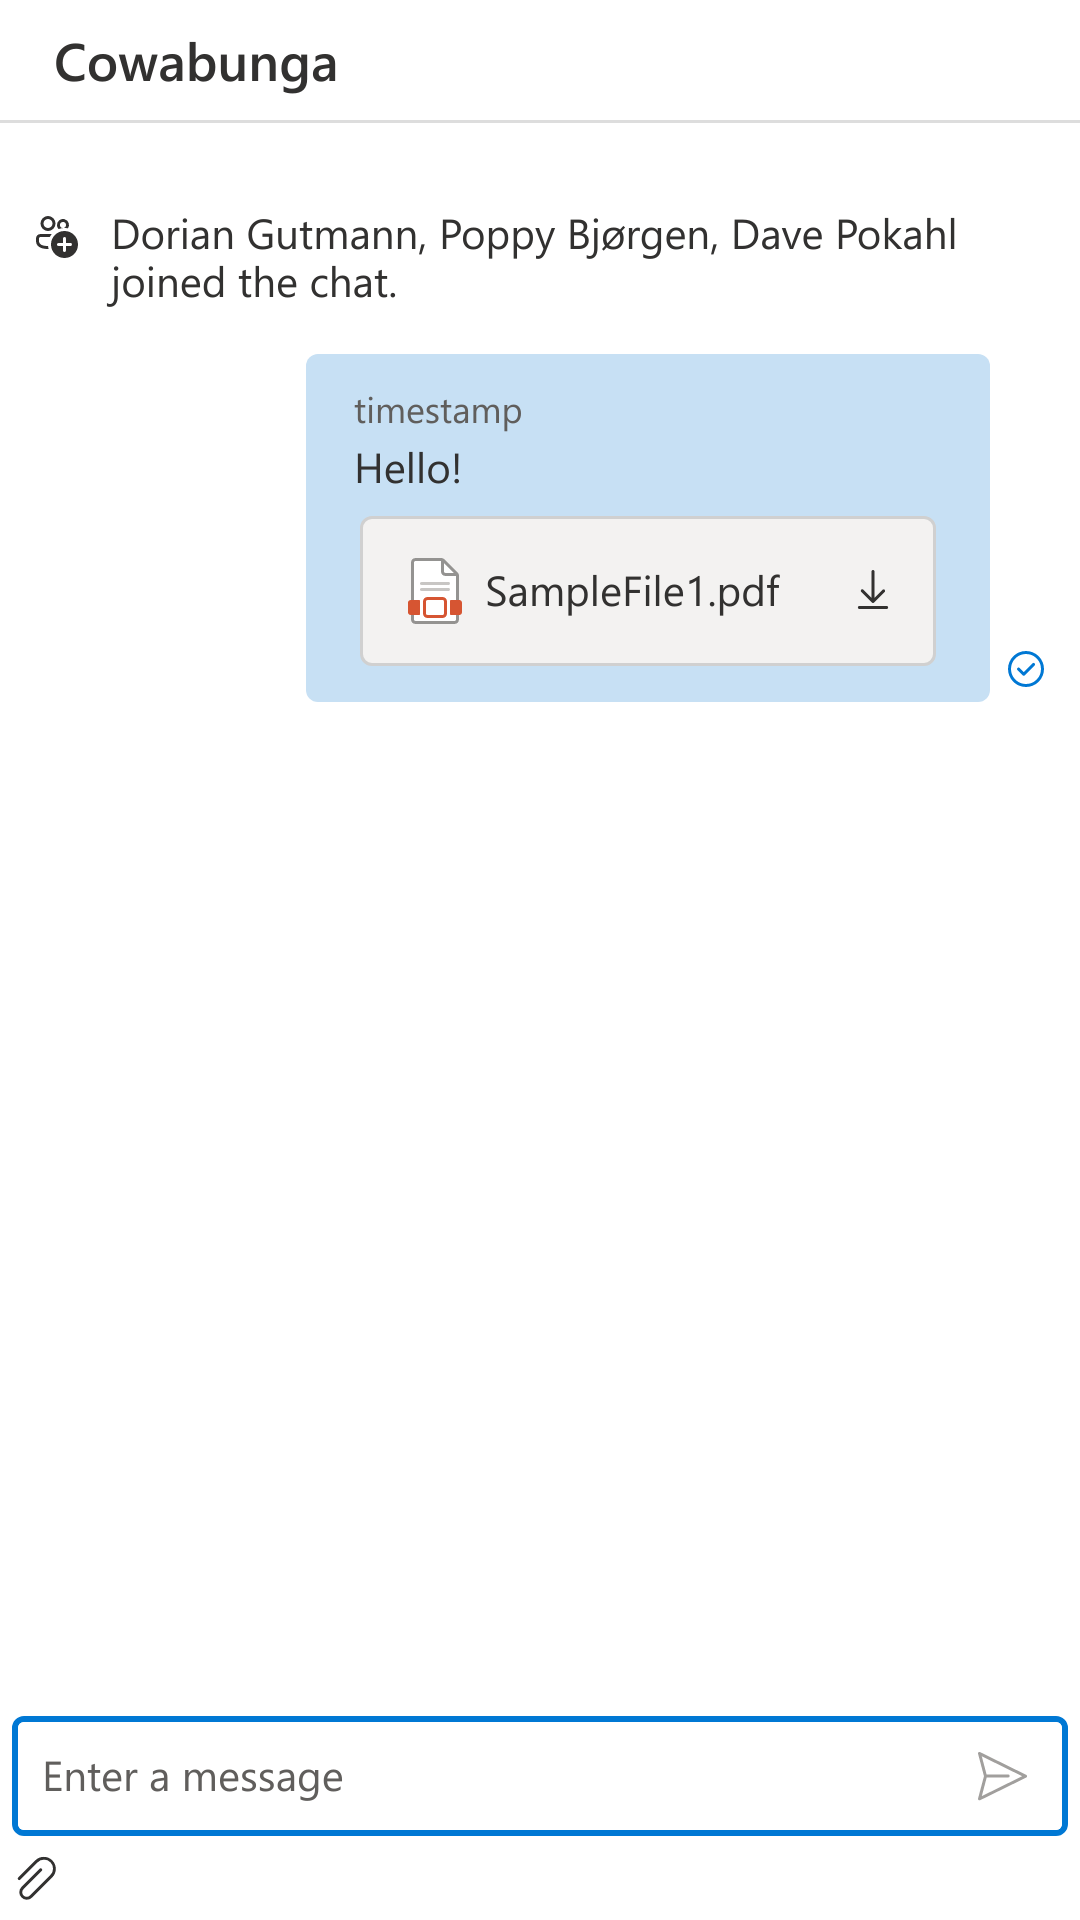 Cowabunga
Dorian Gutmann, Poppy Bjørgen, Dave Pokahl
joined the chat.
timestamp
Hello!
SampleFile1.pdf
Enter a message